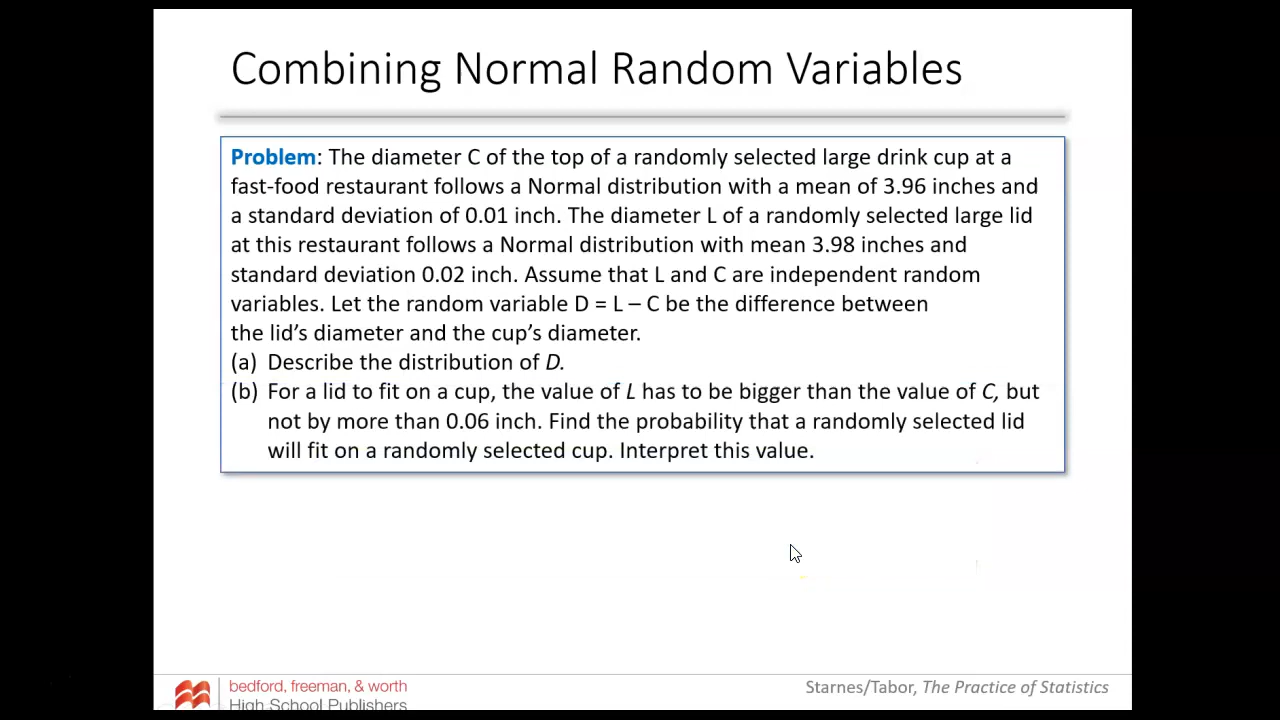 Combining Normal Random Variables
Problem: The diameter C of the top of a randomly selected large drink cup at a
fast-food restaurant follows a Normal distribution with a mean of 3.96 inches and
a standard deviation of 0.01 inch. The diameter L of a randomly selected large lid
at this restaurant follows a Normal distribution with mean 3.98 inches and
standard deviation 0.02 inch. Assume that L and C are independent random
variables. Let the random variable D = L – C be the difference between
the lid’s diameter and the cup’s diameter.
(a) Describe the distribution of D.
(b) For a lid to fit on a cup, the value of L has to be bigger than the value of C, but
not by more than 0.06 inch. Find the probability that a randomly selected lid
will fit on a randomly selected cup. Interpret this value.
bedford, freeman, & worth
High School Publishers
Starnes/Tabor, The Practice of Statistics